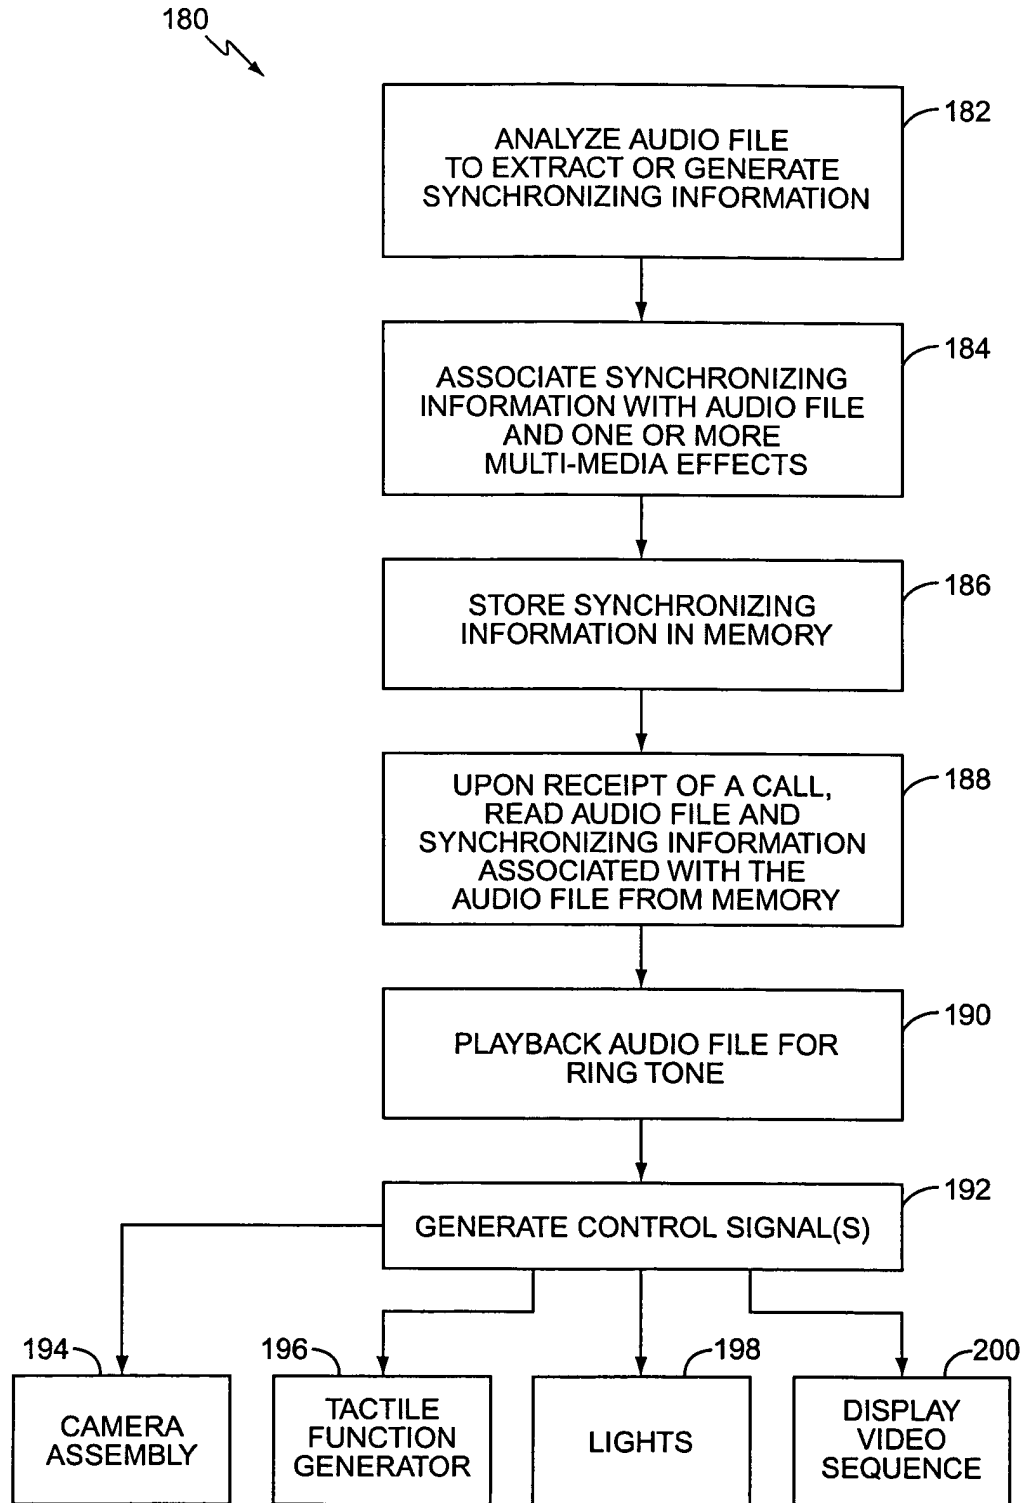 180
182
ANALYZE AUDIO FILE
TO EXTRACT OR GENERATE
SYNCHRONIZING INFORMATION
184
ASSOCIATE SYNCHRONIZING
INFORMATION WITH AUDIO FILE
AND ONE OR MORE
MULTI-MEDIA EFFECTS
186
STORE SYNCHRONIZING
INFORMATION IN MEMORY
188
UPON RECEIPT OF A CALL,
READ AUDIO FILE AND
SYNCHRONIZING INFORMATION
ASSOCIATED WITH THE
AUDIO FILE FROM MEMORY
190
PLAYBACK AUDIO FILE FOR
RING TONE
192
GENERATE CONTROL SIGNAL(S)
194
CAMERA
ASSEMBLY
196
TACTILE
FUNCTION
GENERATOR
198
LIGHTS
200
DISPLAY
VIDEO
SEQUENCE